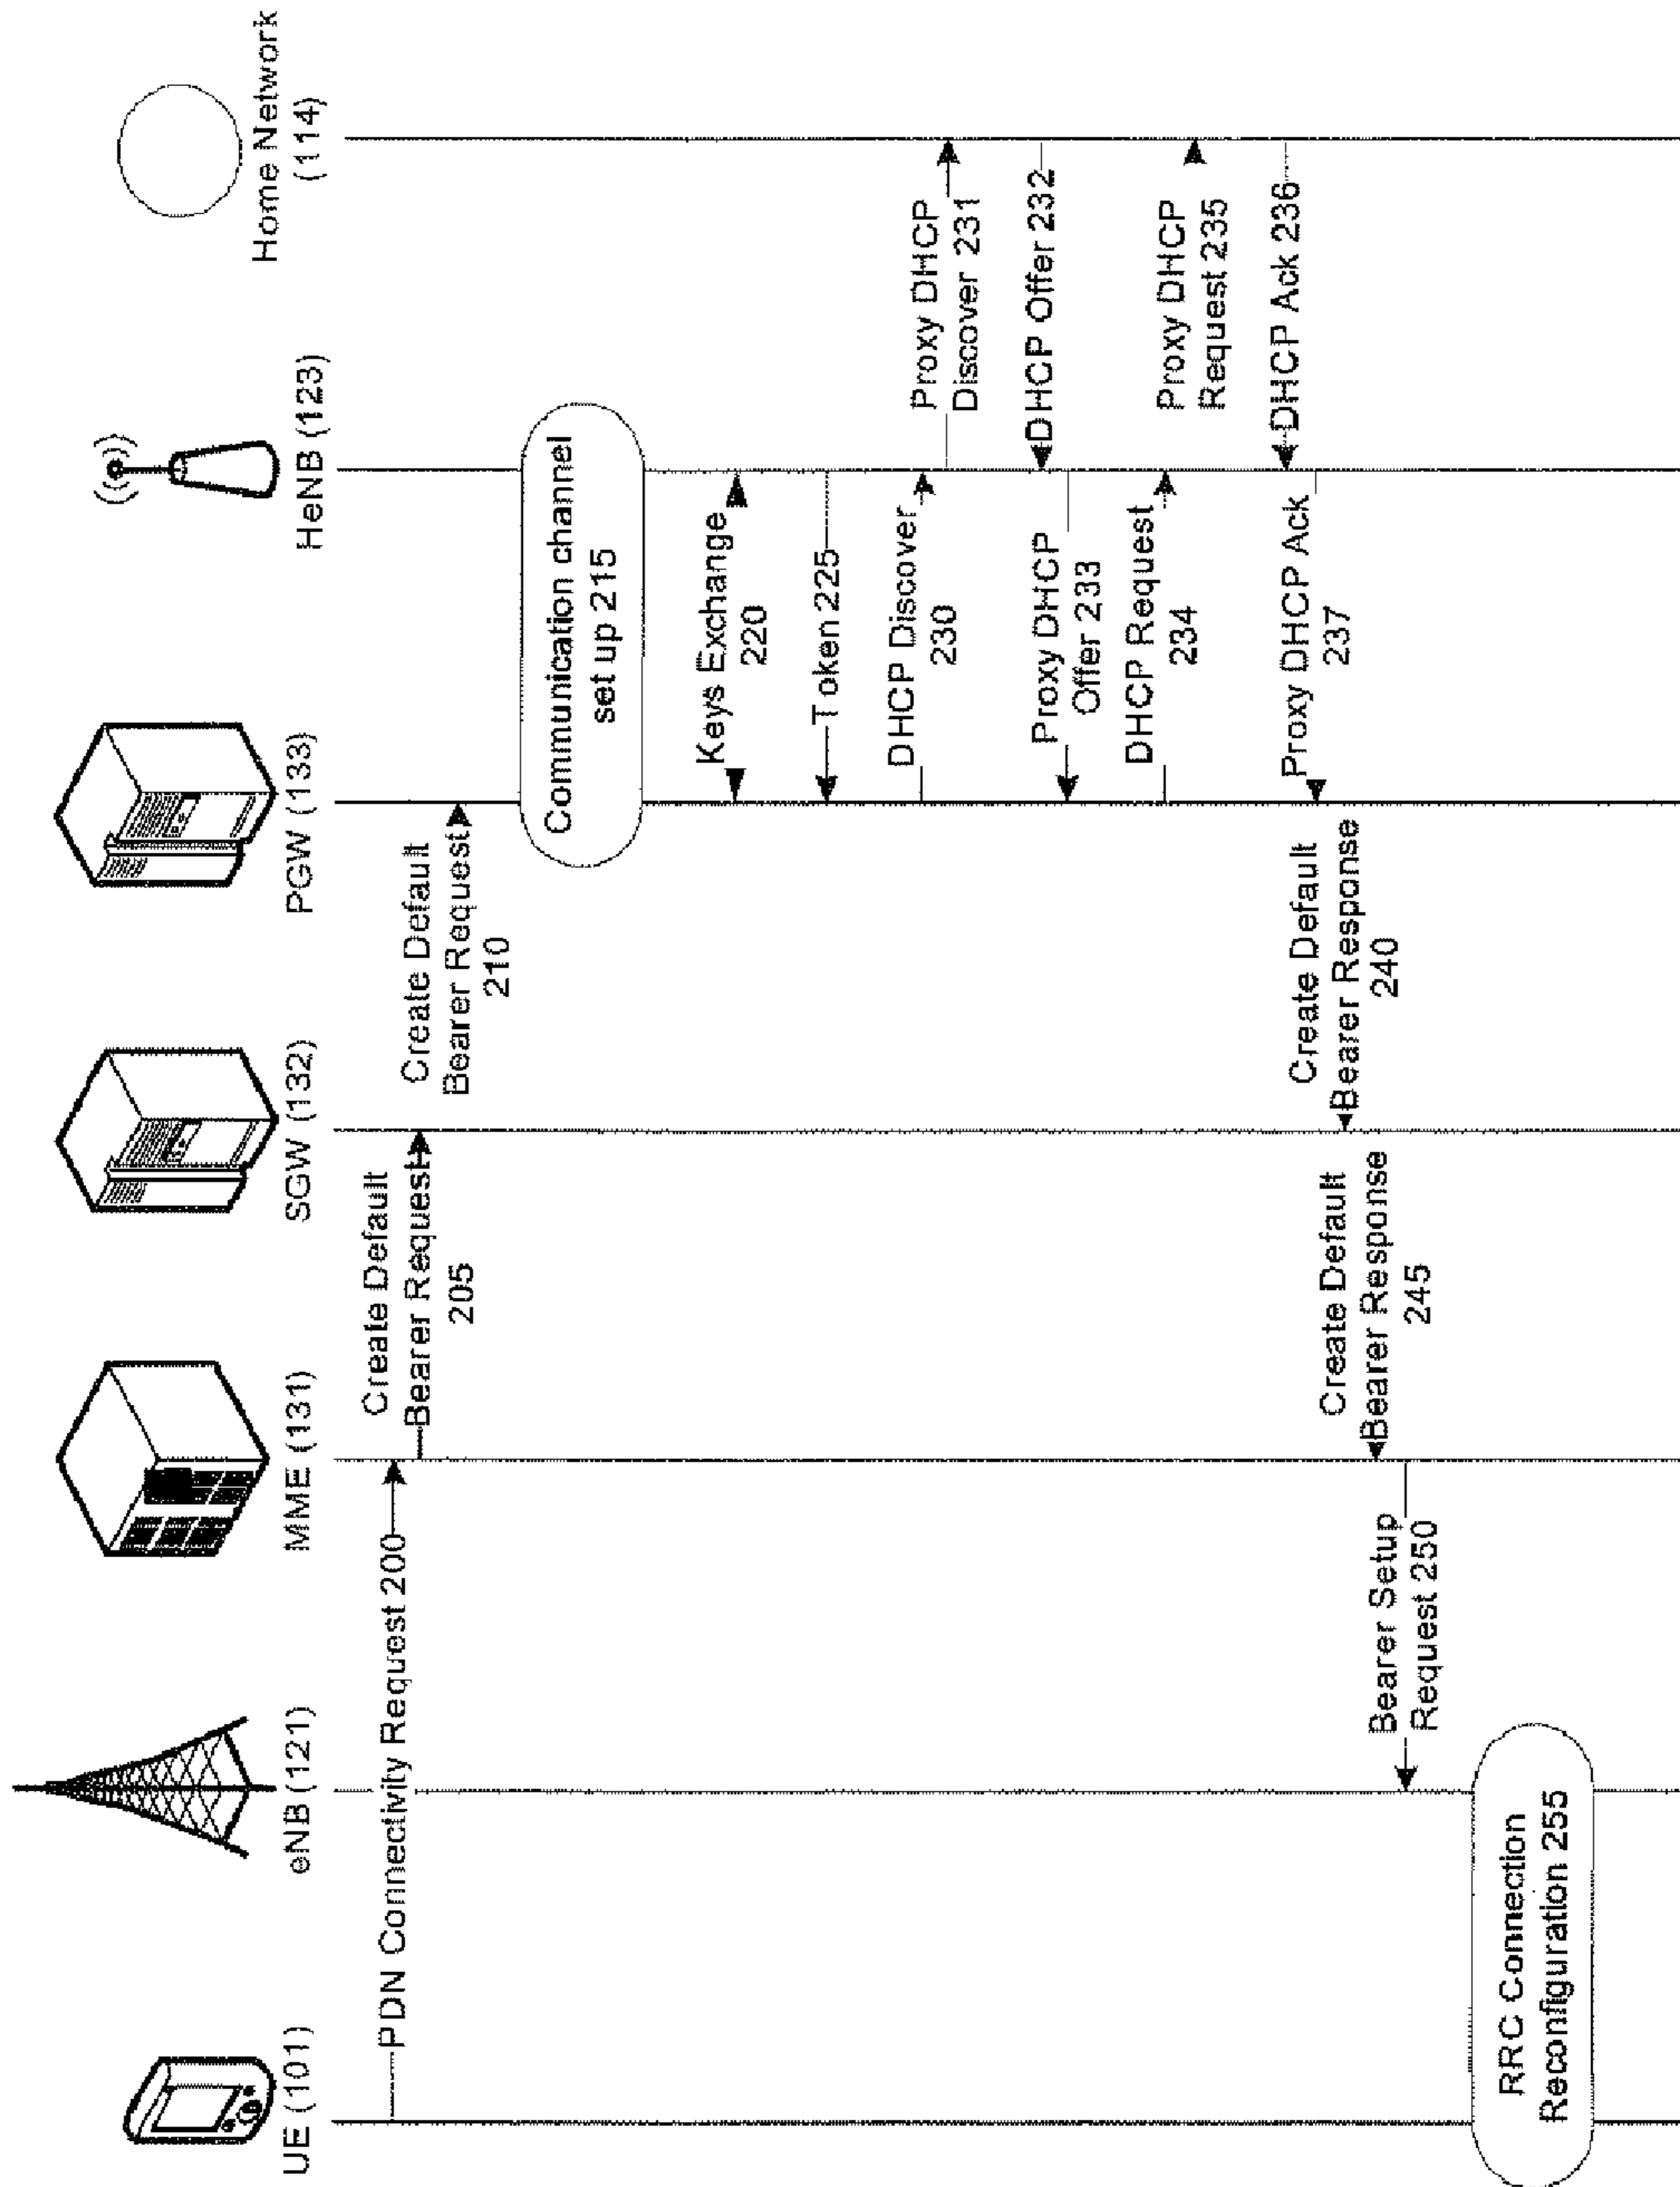 UE (101)
eNB (121)
MME (131)
SGW (132)
PGW (133)
HeNB (123)
Home Network
(114)
PDN Connectivity Request 200
Create Default
Bearer Request
205
Create Default
Bearer Request
210
Communication channel
set up 215
Keys Exchange
220
Token 225
DHCP Discover
230
Proxy DHCP
Discover 231
DHCP Offer 232
Proxy DHCP
Offer 233
DHCP Request
234
Proxy DHCP
Request 235
DHCP Ack 236
Proxy DHCP Ack
237
Create Default
Bearer Response
240
Create Default
Bearer Response
245
Bearer Setup
Request 250
RRC Connection
Reconfiguration 255